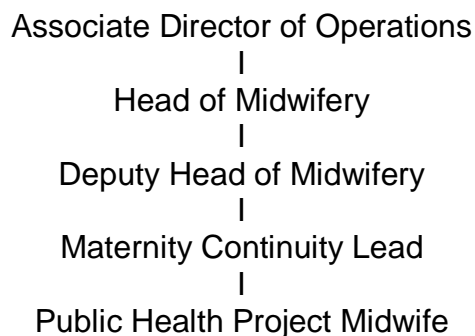 Associate Director of Operations
Head of Midwifery
Deputy Head of Midwifery
Maternity Continuity Lead
Public Health Project Midwife